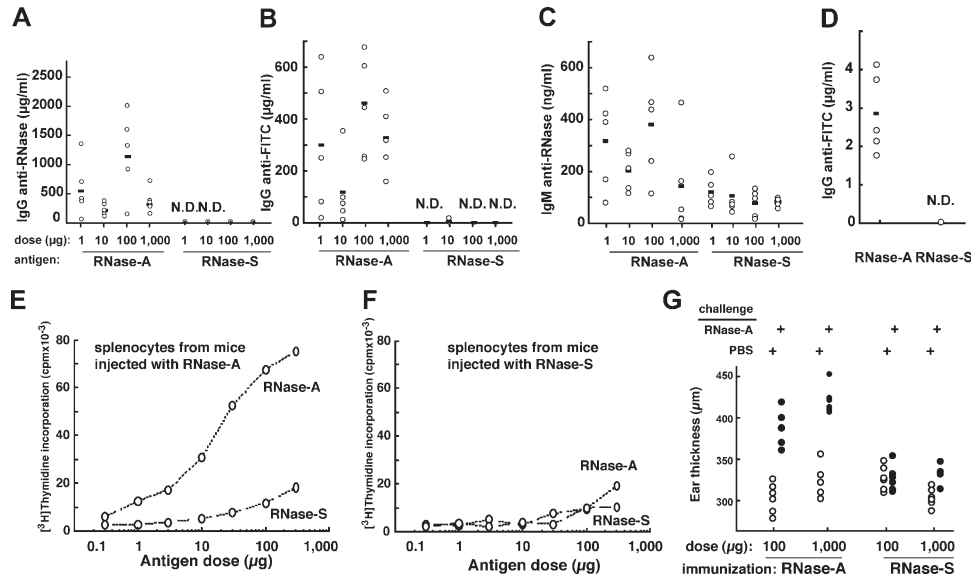 A
IgG anti-RNase (µg/ml)
2500
2000
1500
1000
500
0
N.D.N.D.
dose (µg): 1 10 100 1,000 1 10 100 1,000
antigen: RNase-A RNase-S
B
IgG anti-FITC (µg/ml)
600
400
200
0
N.D. N.D.N.D.
1 10 100 1,000 1 10 100 1,000
RNase-A RNase-S
C
IgM anti-RNase (ng/ml)
600
400
200
0
1 10 100 1,000 1 10 100 1,000
RNase-A RNase-S
D
IgG anti-FITC (µg/ml)
4
3
2
1
0
N.D.
RNase-A RNase-S
E
[³H]Thymidine incorporation (cpmx10⁻³)
80
60
40
20
0
splenocytes from mice
injected with RNase-A
RNase-A
RNase-S
0.1 1 10 100 1,000
Antigen dose (µg)
F
[³H]Thymidine incorporation (cpmx10⁻³)
80
60
40
20
0
splenocytes from mice
injected with RNase-S
RNase-A
RNase-S
0.1 1 10 100 1,000
Antigen dose (µg)
G
challenge
RNase-A + + + +
PBS + + + +
Ear thickness (µm)
450
400
350
300
dose (µg): 100 1,000 100 1,000
immunization: RNase-A RNase-S